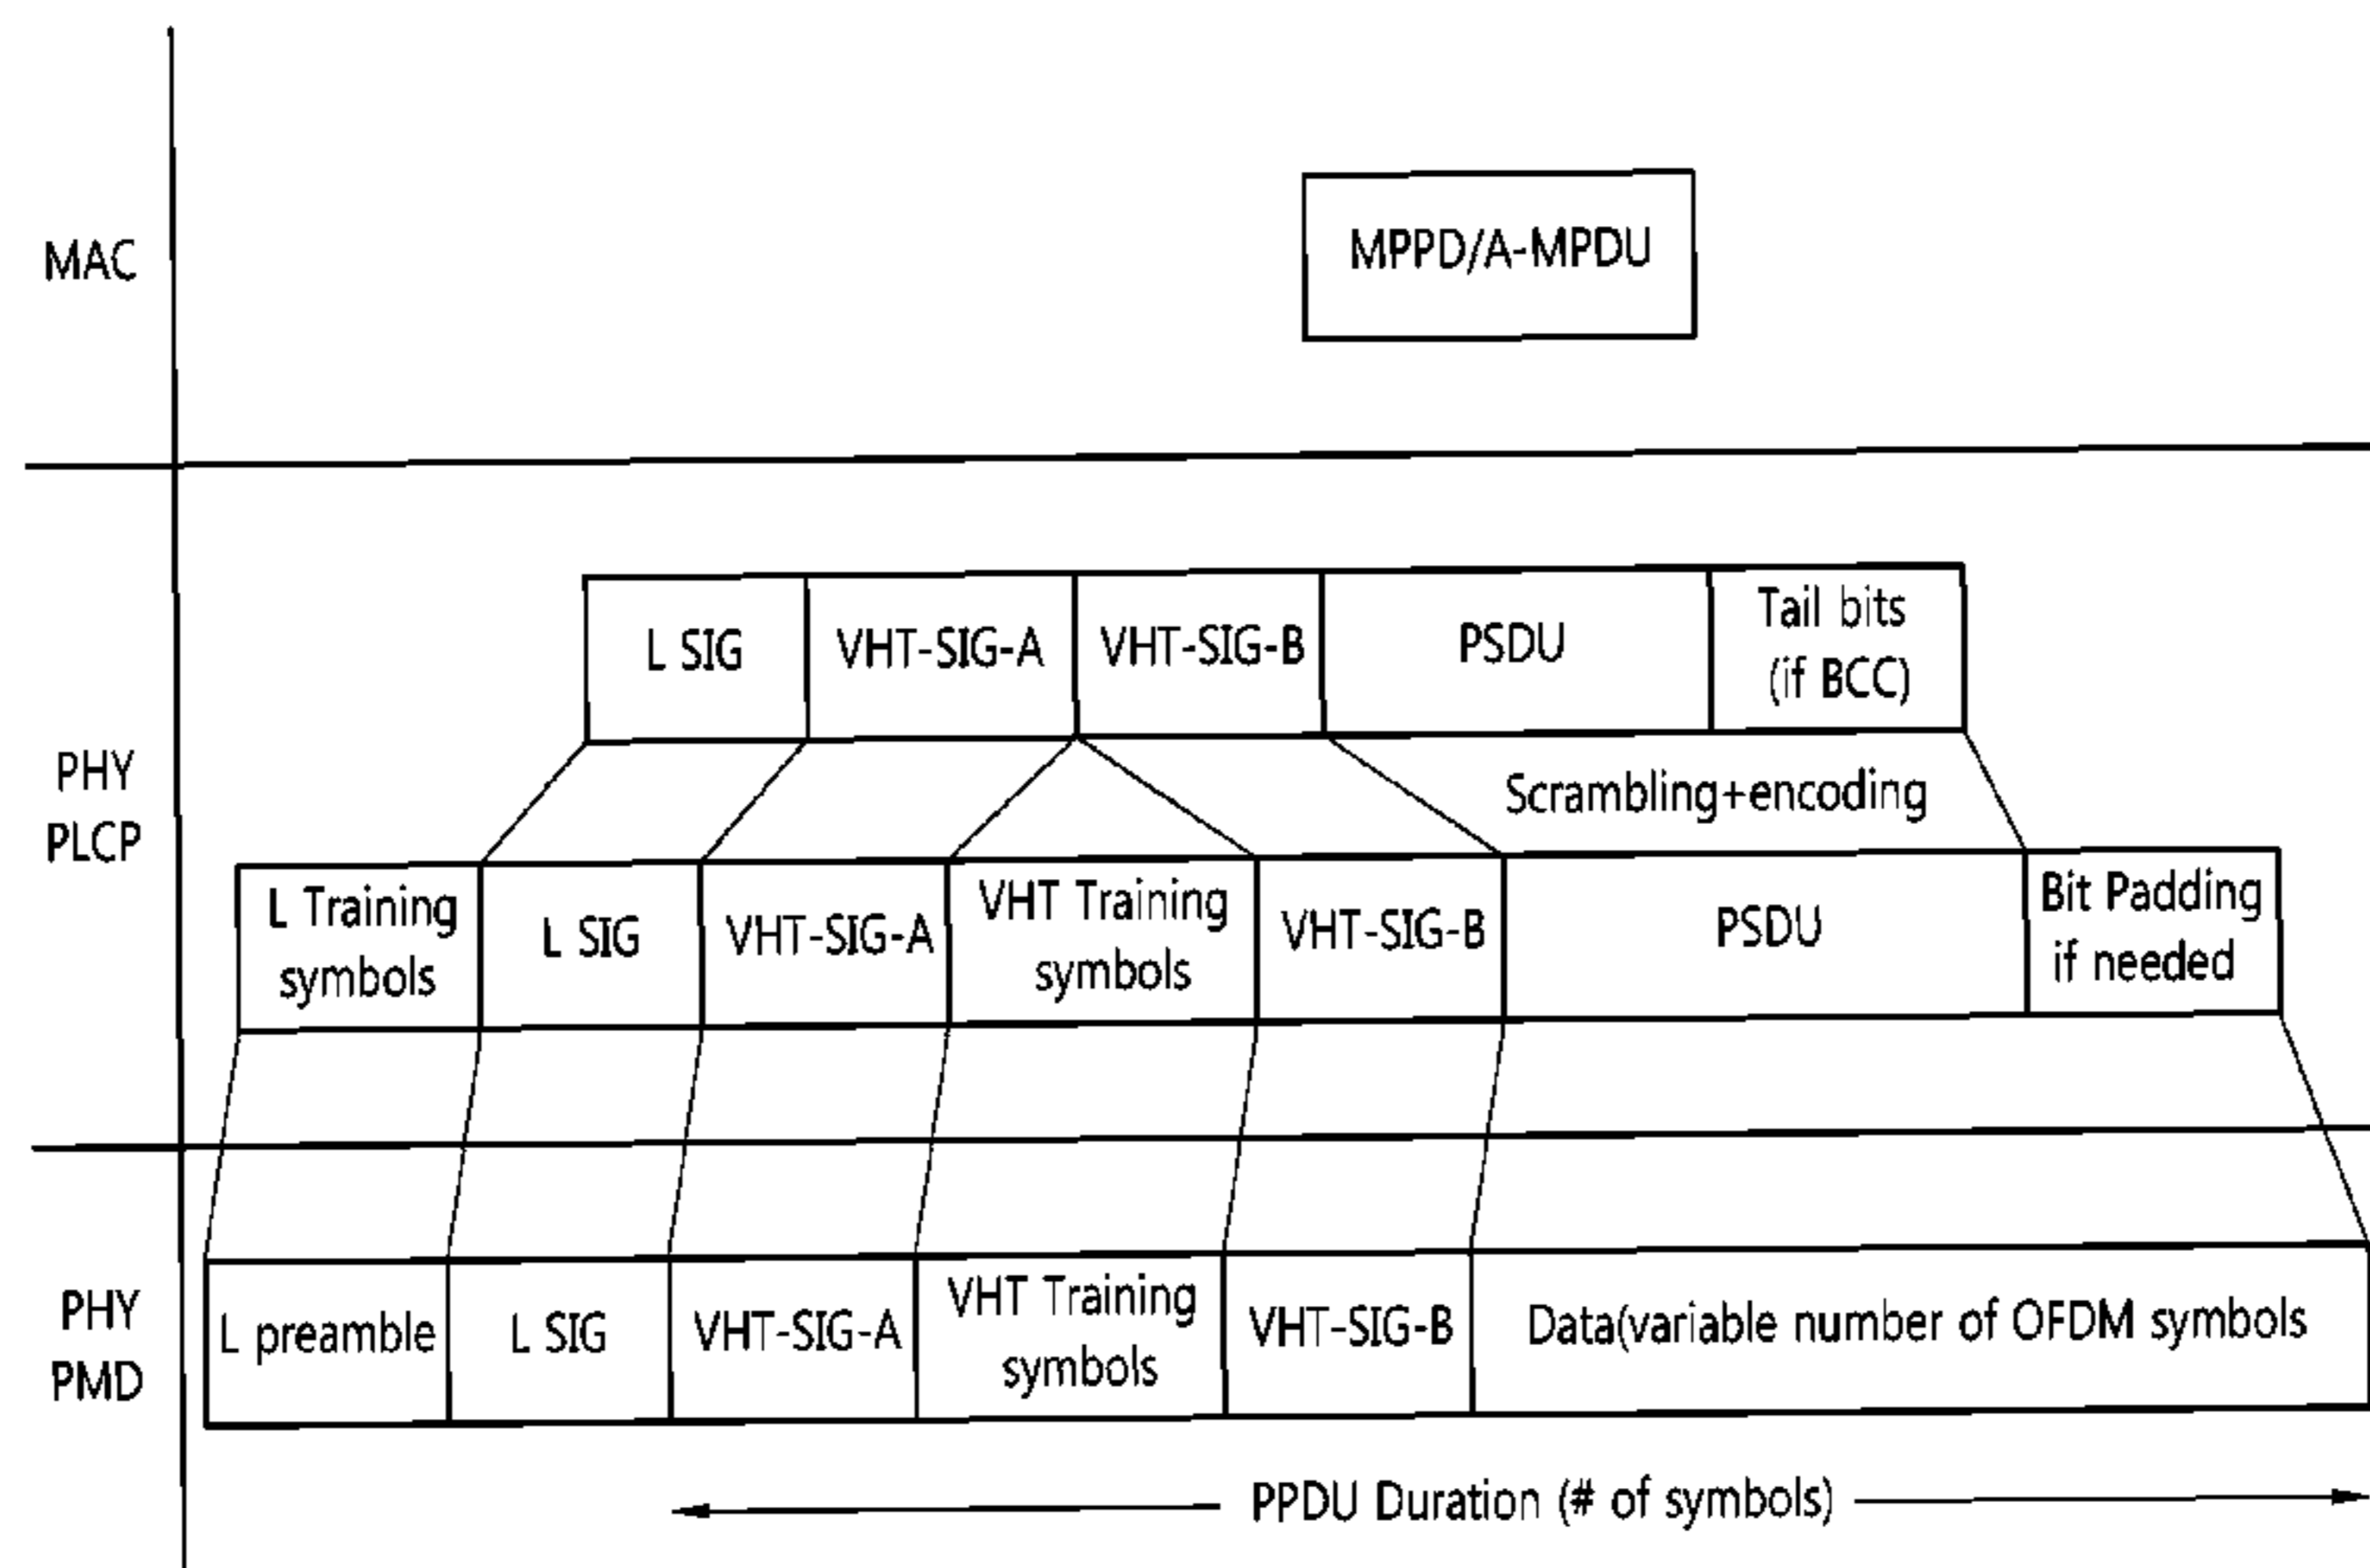 MAC
MPPD/A-MPDU
PHY
PLCP
L SIG
VHT-SIG-A
VHT-SIG-B
PSDU
Tail bits
(if BCC)
Scrambling+encoding
L Training
symbols
L SIG
VHT-SIG-A
VHT Training
symbols
VHT-SIG-B
PSDU
Bit Padding
if needed
PHY
PMD
L preamble
L SIG
VHT-SIG-A
VHT Training
symbols
VHT-SIG-B
Data(variable number of OFDM symbols
PPDU Duration (# of symbols)